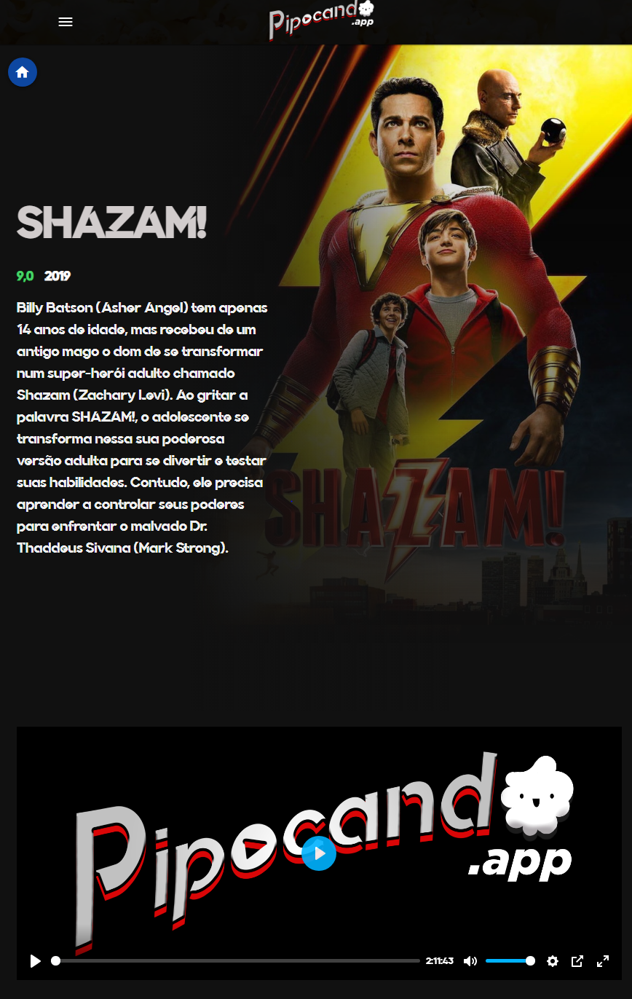 Pipocando
.app
SHAZAM!
9,0 2019
Billy Batson (Asher Angel) tem apenas
14 anos de idade, mas recebeu de um
antigo mago o dom de se transformar
num super-herói adulto chamado
Shazam (Zachary Levi). Ao gritar a
palavra SHAZAM!, o adolescente se
transforma nessa sua poderosa
versão adulta para se divertir e testar
suas habilidades. Contudo, ele precisa
aprender a controlar seus poderes
para enfrentar o malvado Dr.
Thaddeus Sivana (Mark Strong).
SHAZAM!
Pipocando
.app
2:11:43